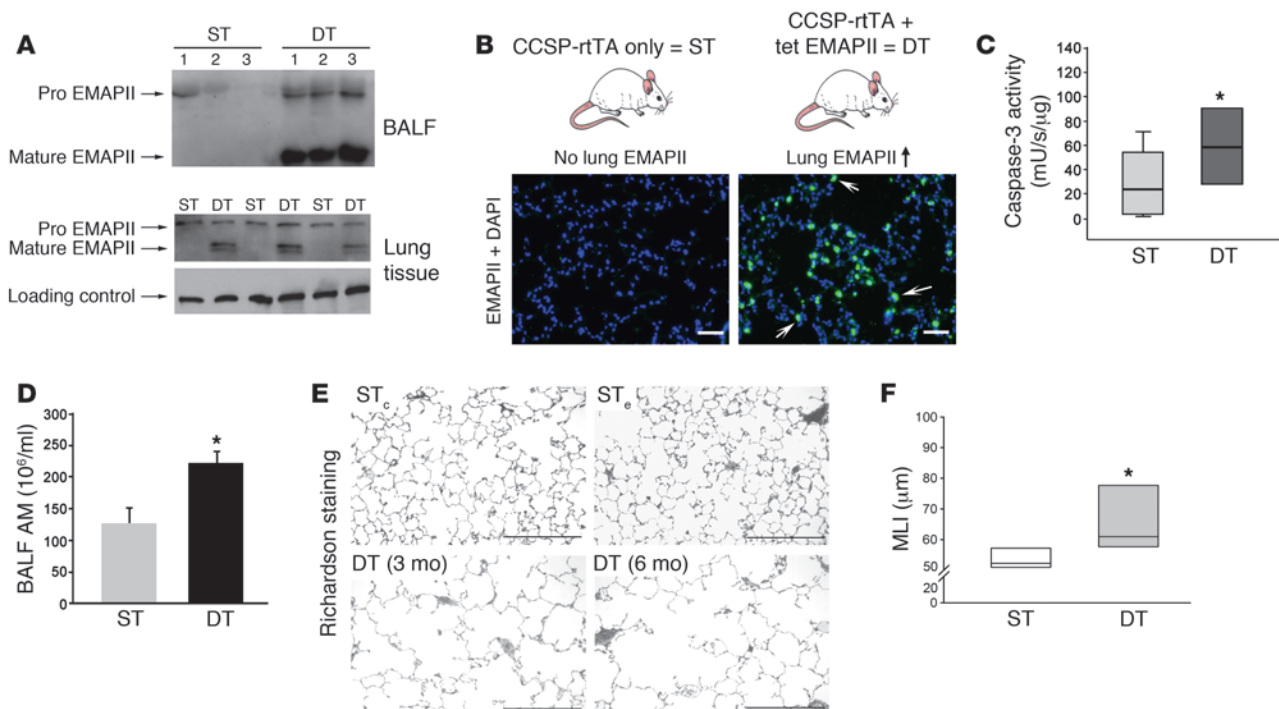 A
ST DT
1 2 3 1 2 3
Pro EMAPII
Mature EMAPII
BALF
ST DT ST DT ST DT
Pro EMAPII
Mature EMAPII
Lung
tissue
Loading control
B
CCSP-rtTA only = ST
CCSP-rtTA +
tet EMAPII = DT
No lung EMAPII
Lung EMAPII ↑
EMAPII + DAPI
C
Caspase-3 activity
(mU/s/μg)
140
120
100
80
60
40
20
0
*
ST DT
D
BALF AM (10⁶/ml)
300
250
200
150
100
50
0
*
ST DT
E
Richardson staining
STc
STe
DT (3 mo)
DT (6 mo)
F
MLI (μm)
100
90
80
70
60
50
20
0
*
ST DT